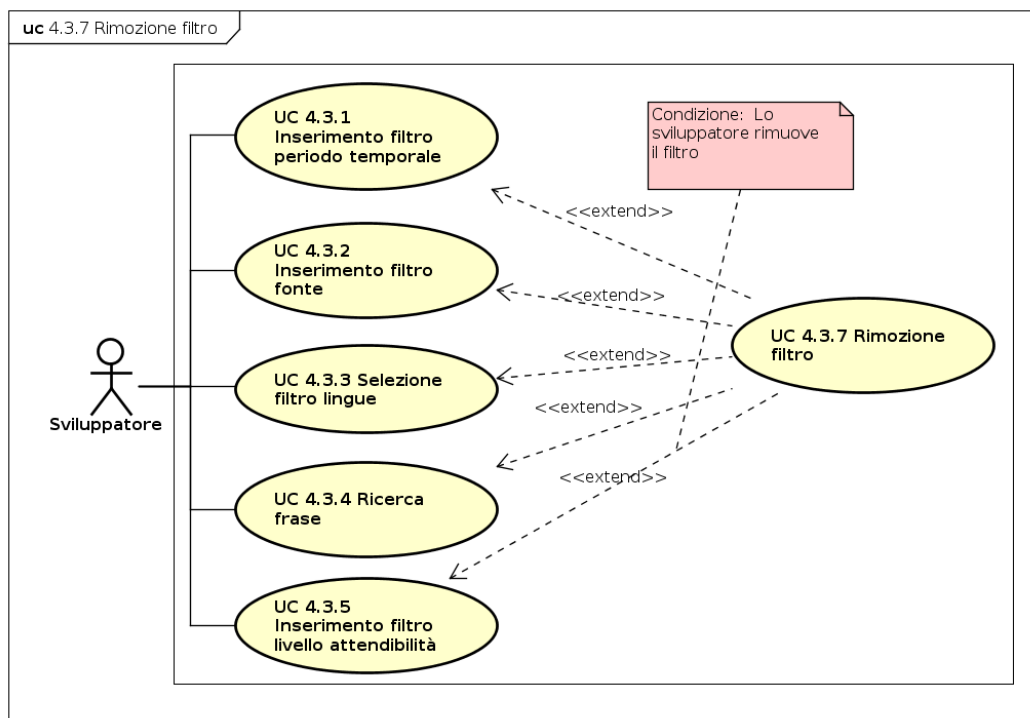 uc 4.3.7 Rimozione filtro
UC 4.3.1
Inserimento filtro
periodo temporale
Condizione: Lo
sviluppatore rimuove
il filtro
<<extend>>
UC 4.3.2
Inserimento filtro
fonte
<<extend>>
UC 4.3.7 Rimozione
filtro
<<extend>>
UC 4.3.3 Selezione
filtro lingue
<<extend>>
Sviluppatore
<<extend>>
UC 4.3.4 Ricerca
frase
UC 4.3.5
Inserimento filtro
livello attendibilità